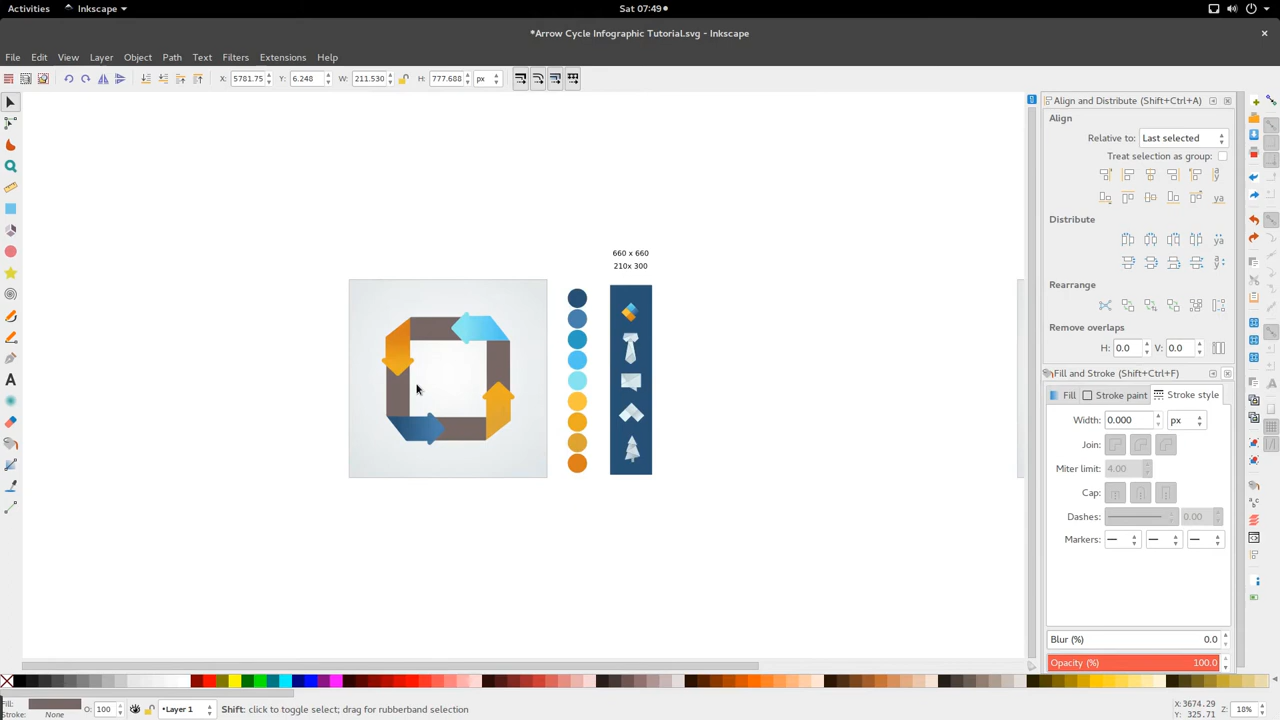 Activities
Inkscape
Sat 07:49
*Arrow Cycle Infographic Tutorial.svg - Inkscape
File Edit View Layer Object Path Text Filters Extensions Help
X: 5781.75 Y: 6.248 W: 211.530 H: 777.688 px
Align and Distribute (Shift+Ctrl+A)
Align
Relative to: Last selected
Treat selection as group:
Distribute
Rearrange
Remove overlaps
H: 0.0 V: 0.0
Fill and Stroke (Shift+Ctrl+F)
Fill Stroke paint Stroke style
Width: 0.000 px
Join:
Miter limit: 4.00
Cap:
Dashes: 0.00
Markers:
Blur (%) 0.0
Opacity (%) 100.0
660 x 660
210x 300
Fill:
Stroke: None
O: 100
Layer 1
Shift: click to toggle select; drag for rubberband selection
X: 3674.29
Y: 325.71
Z: 18%